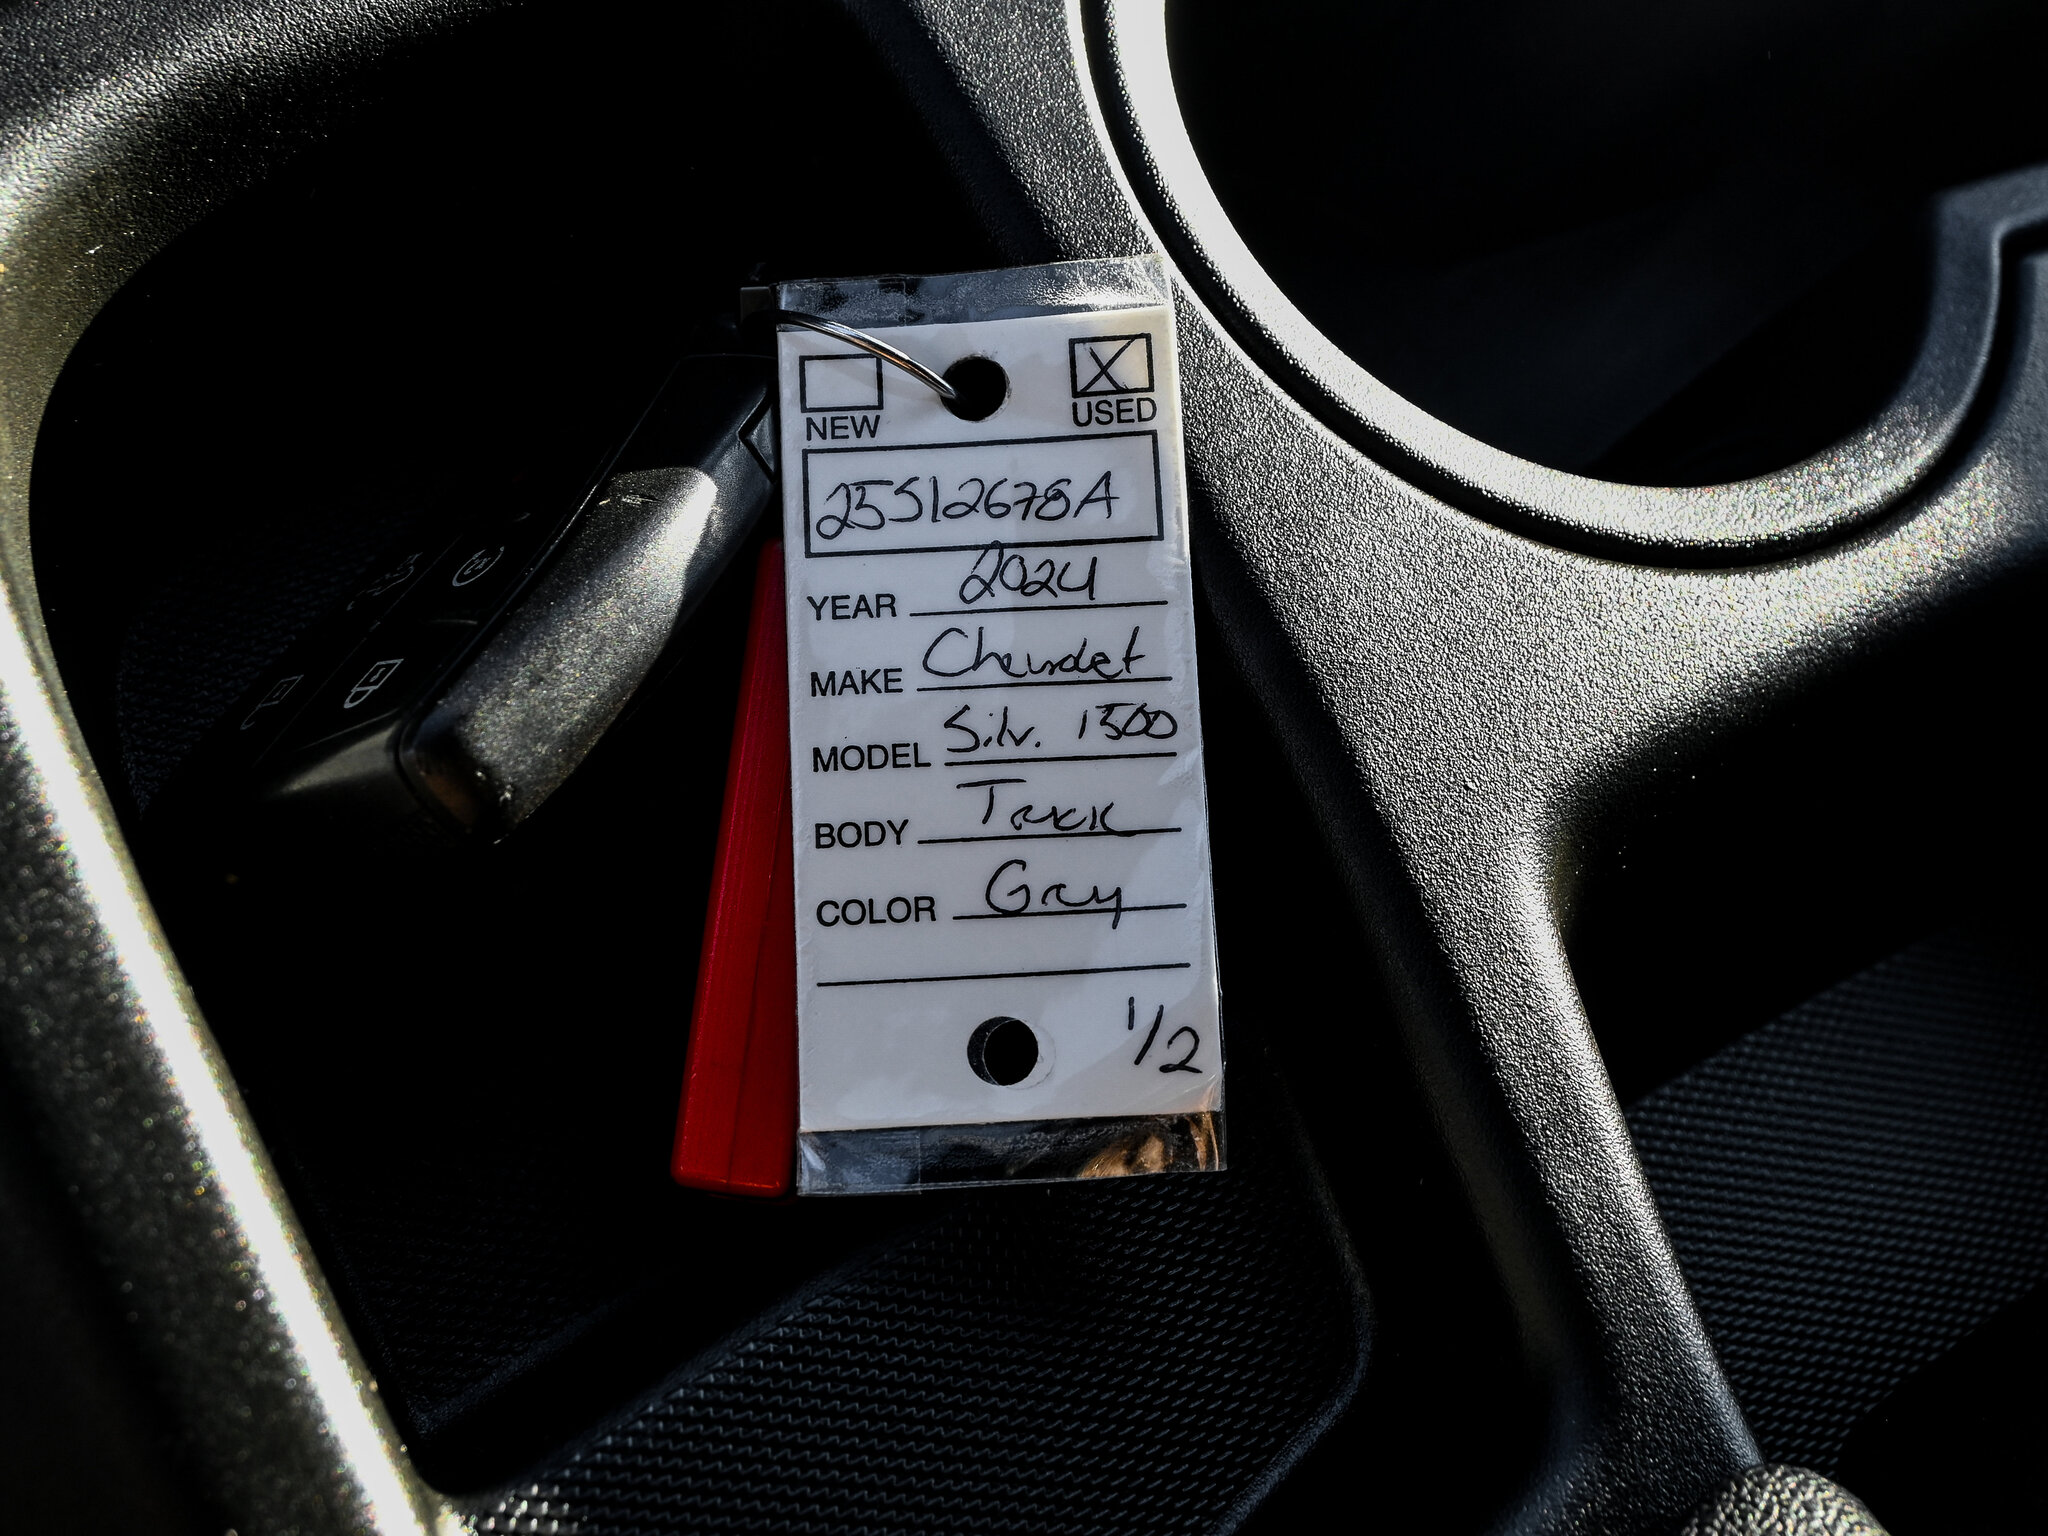 X
NEW USED
25S12678A
YEAR 2024
MAKE Chevrolet
MODEL Silv. 1500
BODY Truck
COLOR Gray
1/2